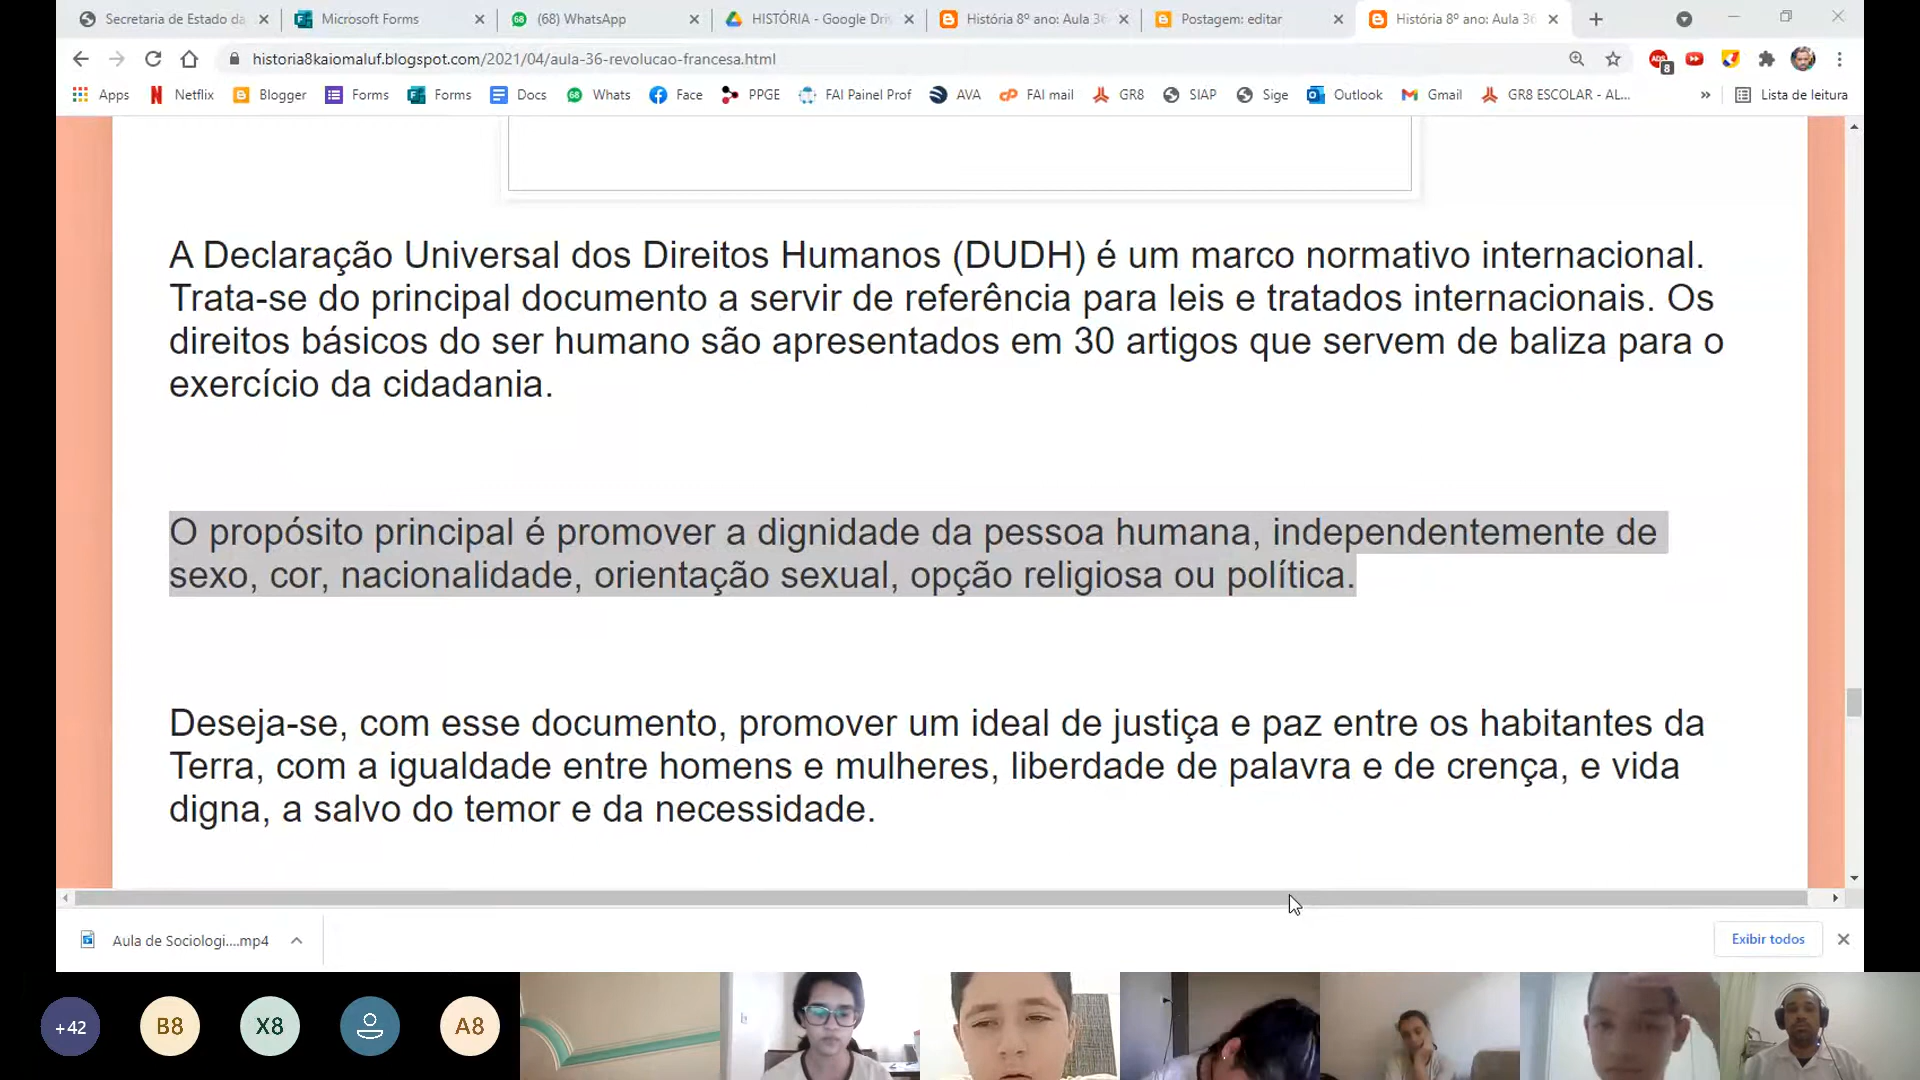 Secretaria de Estado da
Microsoft Forms
(68) WhatsApp
HISTÓRIA - Google Dri
História 8º ano: Aula 36
Postagem: editar
História 8º ano: Aula 36
historia8kaiomaluf.blogspot.com/2021/04/aula-36-revolucao-francesa.html
8
Apps
Netflix
Blogger
Forms
Forms
Docs
Whats
Face
PPGE
FAI Painel Prof
AVA
FAI mail
GR8
SIAP
Sige
Outlook
Gmail
GR8 ESCOLAR - AL...
»
Lista de leitura
A Declaração Universal dos Direitos Humanos (DUDH) é um marco normativo internacional.
Trata-se do principal documento a servir de referência para leis e tratados internacionais. Os
direitos básicos do ser humano são apresentados em 30 artigos que servem de baliza para o
exercício da cidadania.
O propósito principal é promover a dignidade da pessoa humana, independentemente de
sexo, cor, nacionalidade, orientação sexual, opção religiosa ou política.
Deseja-se, com esse documento, promover um ideal de justiça e paz entre os habitantes da
Terra, com a igualdade entre homens e mulheres, liberdade de palavra e de crença, e vida
digna, a salvo do temor e da necessidade.
Aula de Sociologi....mp4
Exibir todos
+42
B8
X8
A8